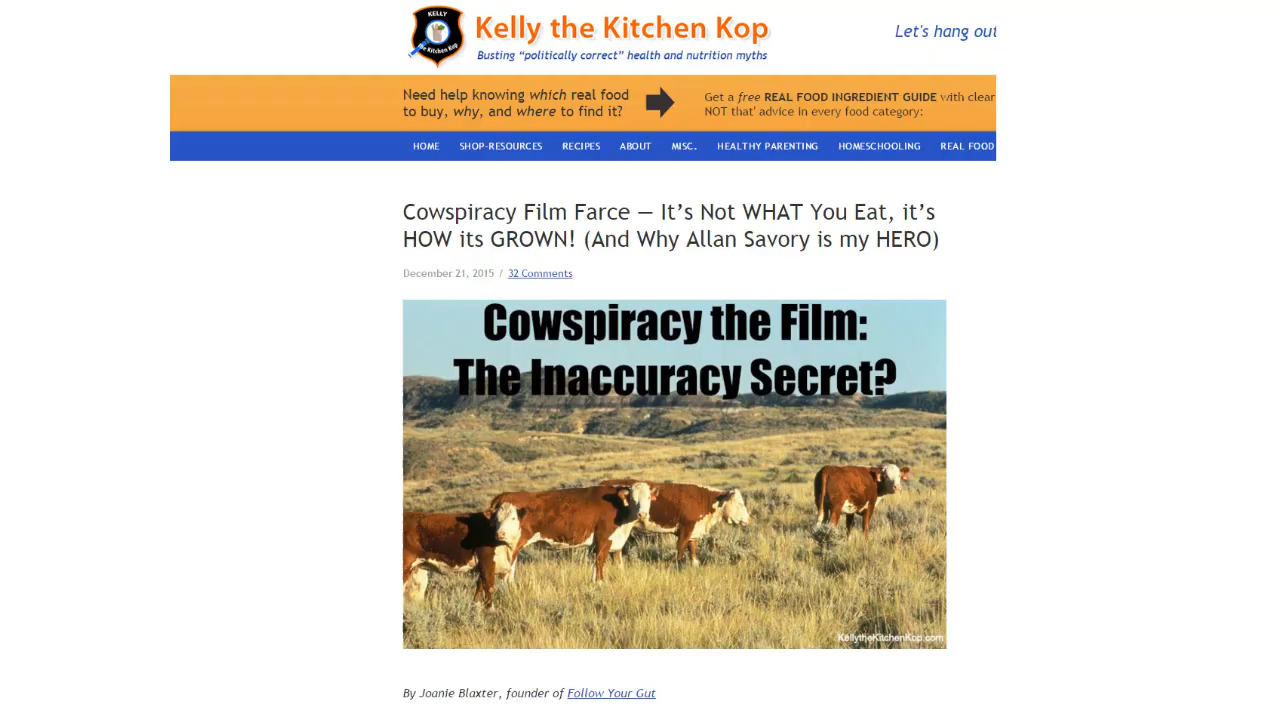 KELLY
the Kitchen Kop
Kelly the Kitchen Kop
Busting “politically correct” health and nutrition myths
Let's hang out
Need help knowing which real food
to buy, why, and where to find it?
Get a free REAL FOOD INGREDIENT GUIDE with clear
NOT that' advice in every food category:
HOME SHOP-RESOURCES RECIPES ABOUT MISC. HEALTHY PARENTING HOMESCHOOLING REAL FOOD
Cowspiracy Film Farce — It’s Not WHAT You Eat, it’s
HOW its GROWN! (And Why Allan Savory is my HERO)
December 21, 2015 / 32 Comments
Cowspiracy the Film:
The Inaccuracy Secret?
KellytheKitchenKop.com
By Joanie Blaxter, founder of Follow Your Gut